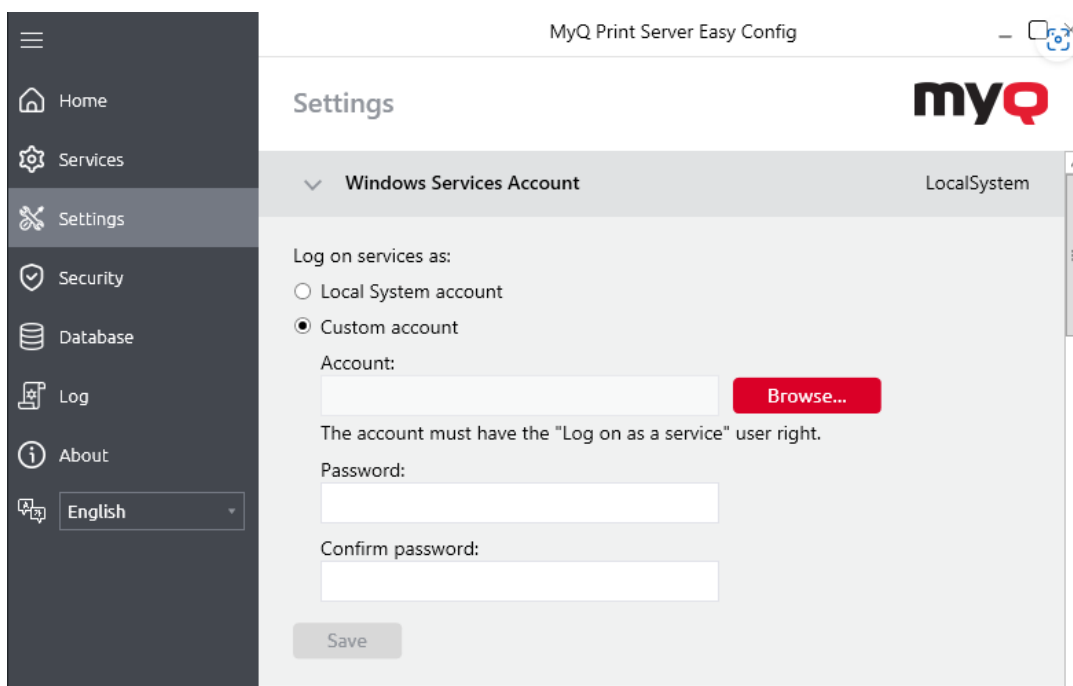 MyQ Print Server Easy Config
Home
Services
Settings
Security
Database
Log
About
English
Settings
myQ
Windows Services Account LocalSystem
Log on services as:
Local System account
Custom account
Account:
Browse...
The account must have the "Log on as a service" user right.
Password:
Confirm password:
Save